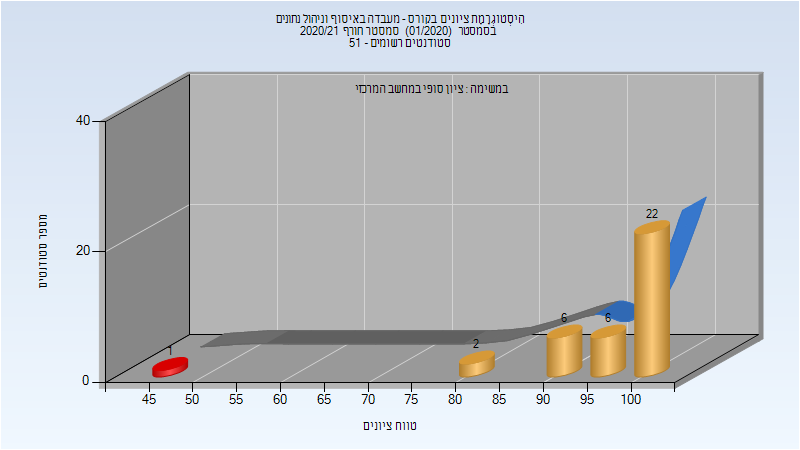 הִיסְטוֹגְרַמַת ציונים בקורס - מעבדה באיסוף וניהול נתונים
בסמסטר (01/2020) סמסטר חורף 2020/21
סטודנטים רשומים - 51
במשימה : ציון סופי במחשב המרכזי
מספר סטודנטים
40
20
0
1
2
6
6
22
45 50 55 60 65 70 75 80 85 90 95 100
טווח ציונים